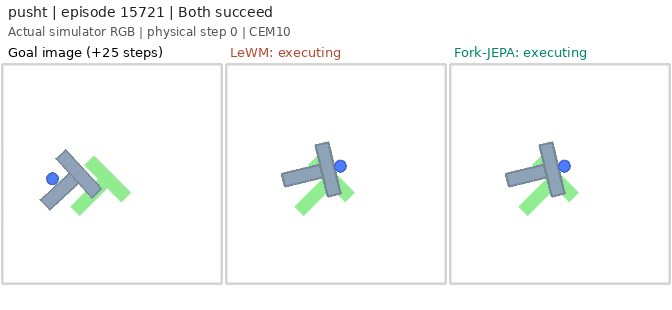 pusht | episode 15721 | Both succeed
Actual simulator RGB | physical step 0 | CEM10
Goal image (+25 steps)
LeWM: executing
Fork-JEPA: executing